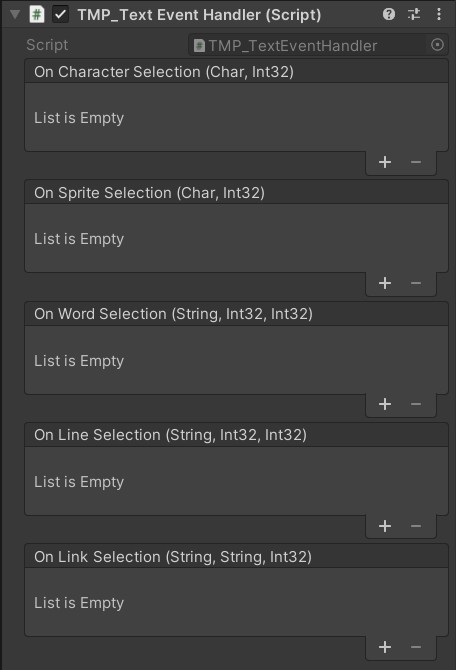 TMP_Text Event Handler (Script)
Script TMP_TextEventHandler
On Character Selection (Char, Int32)
List is Empty
On Sprite Selection (Char, Int32)
List is Empty
On Word Selection (String, Int32, Int32)
List is Empty
On Line Selection (String, Int32, Int32)
List is Empty
On Link Selection (String, String, Int32)
List is Empty